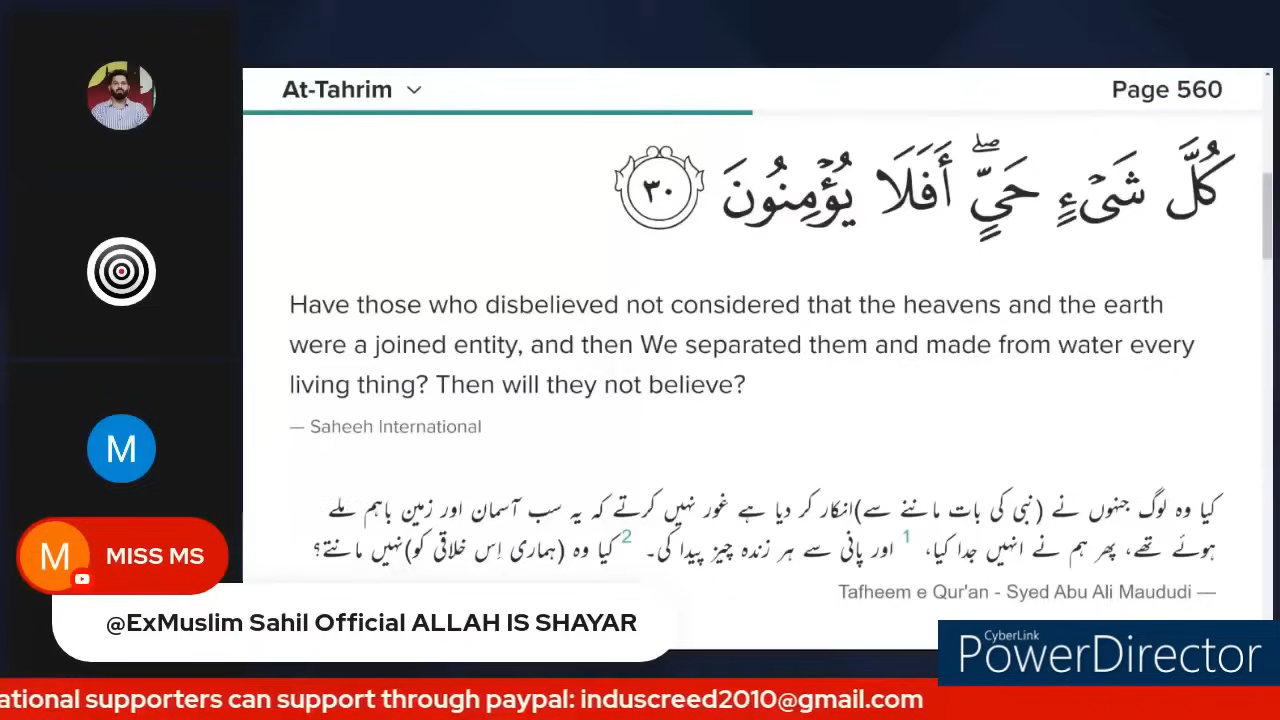 At-Tahrim
Page 560
كُلَّ شَيۡءٍ حَيٍّۖ أَفَلَا يُؤۡمِنُونَ ٣٠
Have those who disbelieved not considered that the heavens and the earth
were a joined entity, and then We separated them and made from water every
living thing? Then will they not believe?
— Saheeh International
کیا وہ لوگ جنہوں نے (نبی کی بات ماننے سے)انکار کر دیا ہے غور نہیں کرتے کہ یہ سب آسمان اور زمین باہم ملے
ہوئے تھے، پھر ہم نے انہیں جدا کیا، 1 اور پانی سے ہر زندہ چیز پیدا کی۔ 2 کیا وہ (ہماری اِس خلاقی کو)نہیں مانتے؟
Tafheem e Qur'an - Syed Abu Ali Maududi —
M
M
MISS MS
@ExMuslim Sahil Official ALLAH IS SHAYAR
CyberLink
PowerDirector
ational supporters can support through paypal: induscreed2010@gmail.com